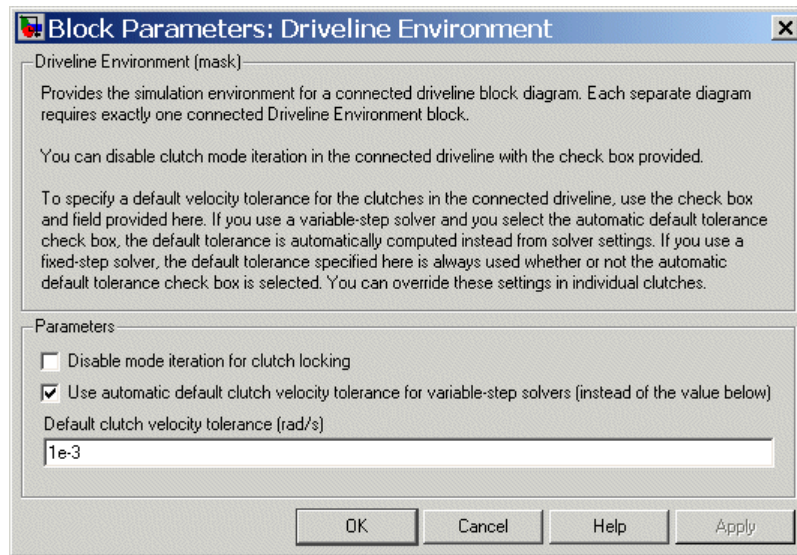 Block Parameters: Driveline Environment
Driveline Environment (mask)
Provides the simulation environment for a connected driveline block diagram. Each separate diagram
requires exactly one connected Driveline Environment block.
You can disable clutch mode iteration in the connected driveline with the check box provided.
To specify a default velocity tolerance for the clutches in the connected driveline, use the check box
and field provided here. If you use a variable-step solver and you select the automatic default tolerance
check box, the default tolerance is automatically computed instead from solver settings. If you use a
fixed-step solver, the default tolerance specified here is always used whether or not the automatic
default tolerance check box is selected. You can override these settings in individual clutches.
Parameters
Disable mode iteration for clutch locking
Use automatic default clutch velocity tolerance for variable-step solvers (instead of the value below)
Default clutch velocity tolerance (rad/s)
1e-3
OK Cancel Help Apply